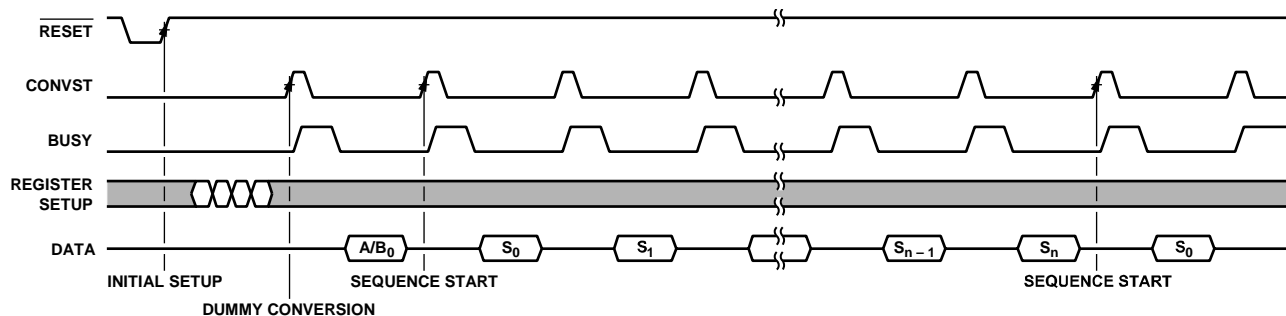 RESET
CONVST
BUSY
REGISTER
SETUP
DATA
A/B0
S0
S1
Sn – 1
Sn
S0
INITIAL SETUP
SEQUENCE START
SEQUENCE START
DUMMY CONVERSION